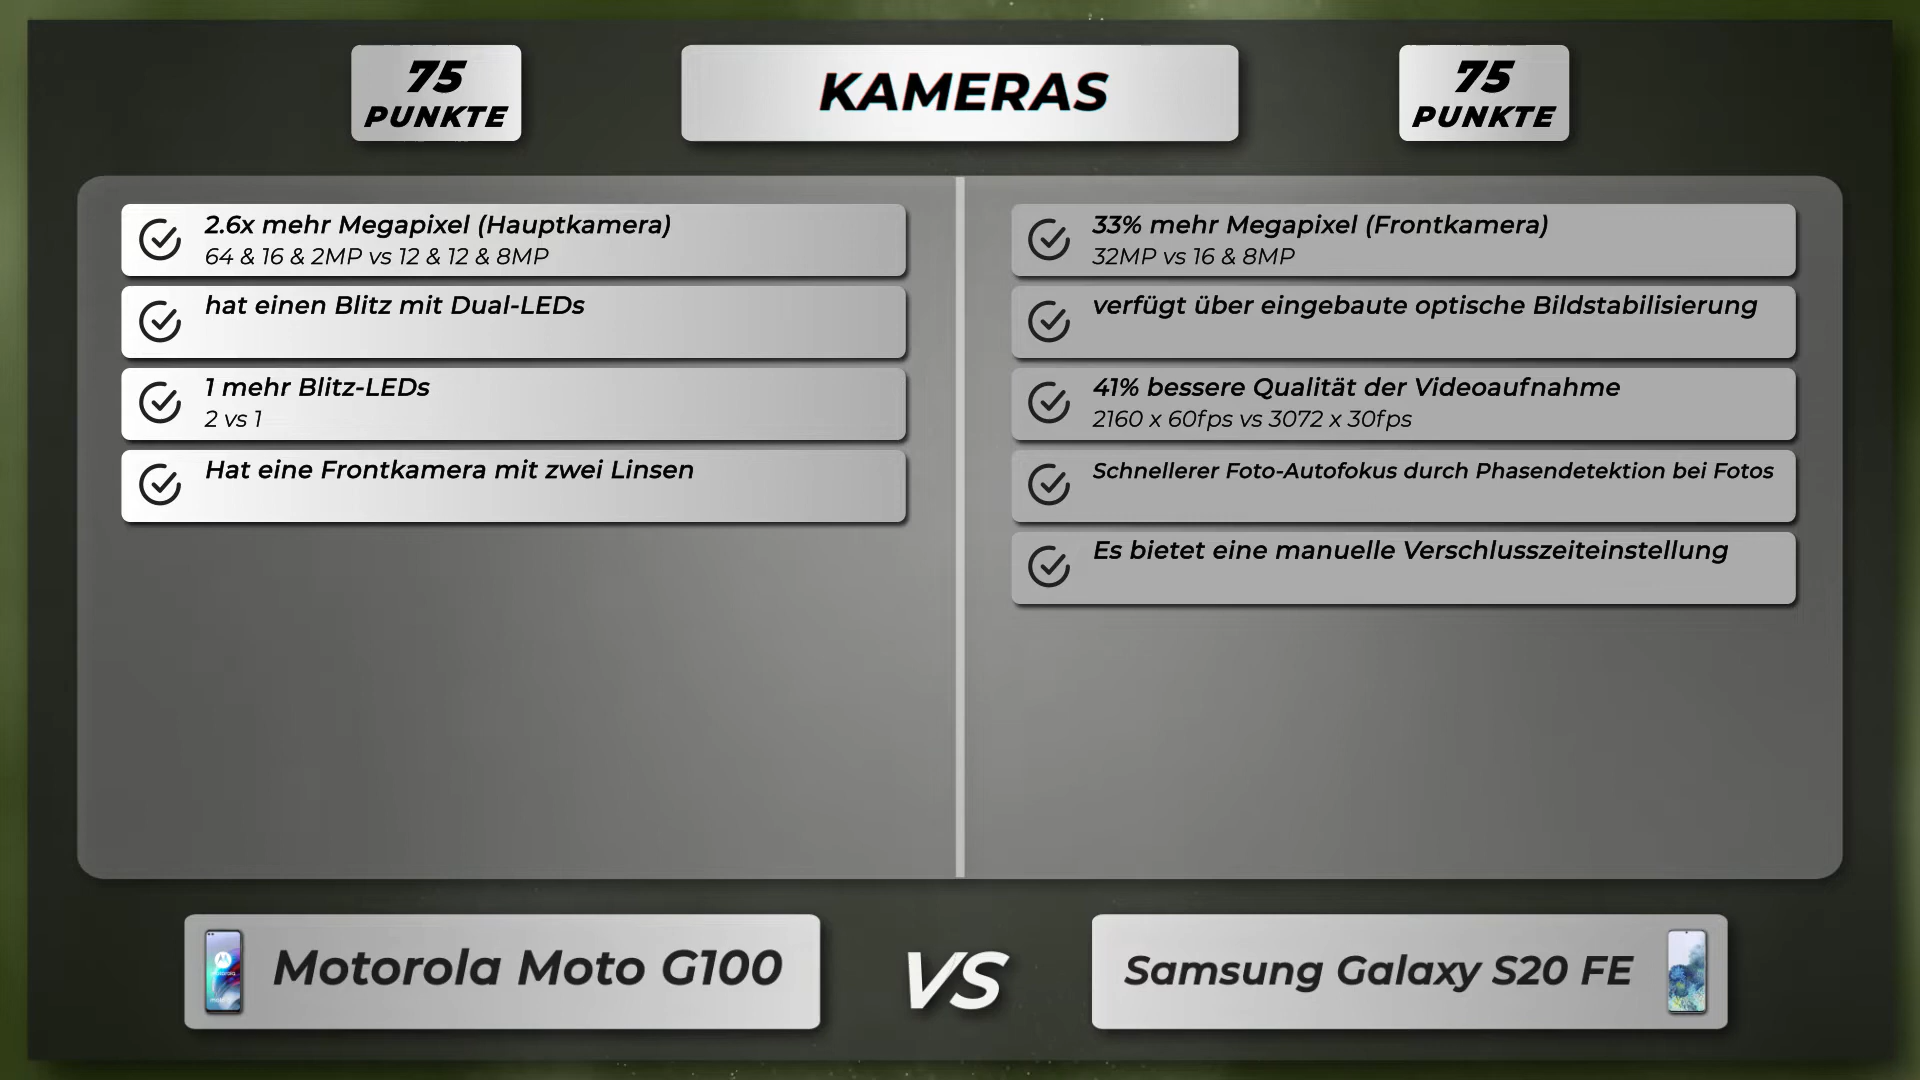 75
PUNKTE
KAMERAS
75
PUNKTE
2.6x mehr Megapixel (Hauptkamera)
64 & 16 & 2MP vs 12 & 12 & 8MP
hat einen Blitz mit Dual-LEDs
1 mehr Blitz-LEDs
2 vs 1
Hat eine Frontkamera mit zwei Linsen
33% mehr Megapixel (Frontkamera)
32MP vs 16 & 8MP
verfügt über eingebaute optische Bildstabilisierung
41% bessere Qualität der Videoaufnahme
2160 x 60fps vs 3072 x 30fps
Schnellerer Foto-Autofokus durch Phasendetektion bei Fotos
Es bietet eine manuelle Verschlusszeiteinstellung
Motorola Moto G100
VS
Samsung Galaxy S20 FE